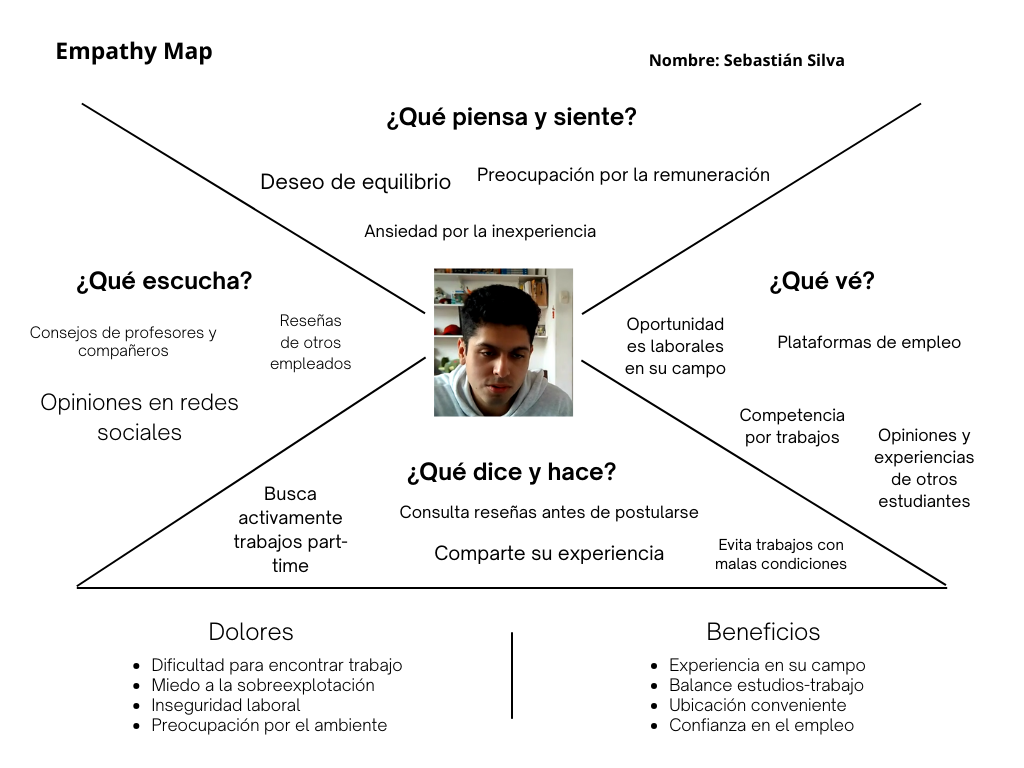 Empathy Map
Nombre: Sebastián Silva
¿Qué piensa y siente?
Deseo de equilibrio
Preocupación por la remuneración
Ansiedad por la inexperiencia
¿Qué escucha?
Consejos de profesores y
compañeros
Reseñas
de otros
empleados
Opiniones en redes
sociales
¿Qué vé?
Oportunidad
es laborales
en su campo
Plataformas de empleo
Competencia
por trabajos
Opiniones y
experiencias
de otros
estudiantes
¿Qué dice y hace?
Busca
activamente
trabajos part-
time
Consulta reseñas antes de postularse
Comparte su experiencia
Evita trabajos con
malas condiciones
Dolores
• Dificultad para encontrar trabajo
• Miedo a la sobreexplotación
• Inseguridad laboral
• Preocupación por el ambiente
Beneficios
• Experiencia en su campo
• Balance estudios-trabajo
• Ubicación conveniente
• Confianza en el empleo